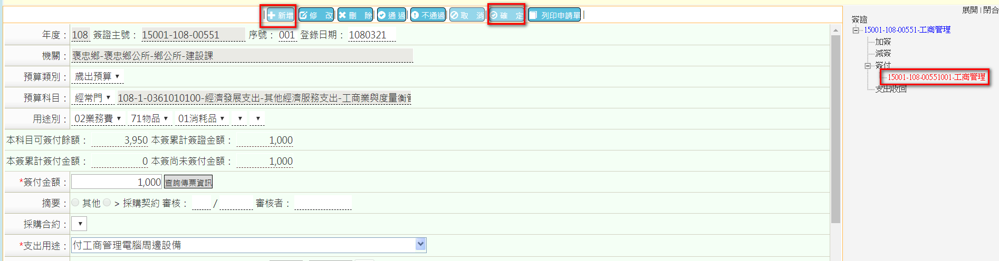 新增 修 改 刪 除 通 過 不通過 取 消 確 定 列印申請單
年度： 108 簽證主號： 15001-108-00551 序號： 001 登錄日期： 1080321
機關： 褒忠鄉-褒忠鄉公所-鄉公所-建設課
預算類別： 歲出預算
預算科目： 經常門 108-1-0361010100-經濟發展支出-其他經濟服務支出-工商業與度量衡管
用途別： 02業務費 71物品 01消耗品
本科目可簽付餘額： 3,950 本簽累計簽證金額： 1,000
本簽累計簽付金額： 0 本簽尚未簽付金額： 1,000
*簽付金額： 1,000 查詢傳票資訊
摘要： 其他 > 採購契約 審核： / 審核者：
採購合約：
*支出用途： 付工商管理電腦周邊設備
展開 | 閉合
簽證
15001-108-00551-工商管理
加簽
減簽
簽付
15001-108-00551001-工商管理
支出收回